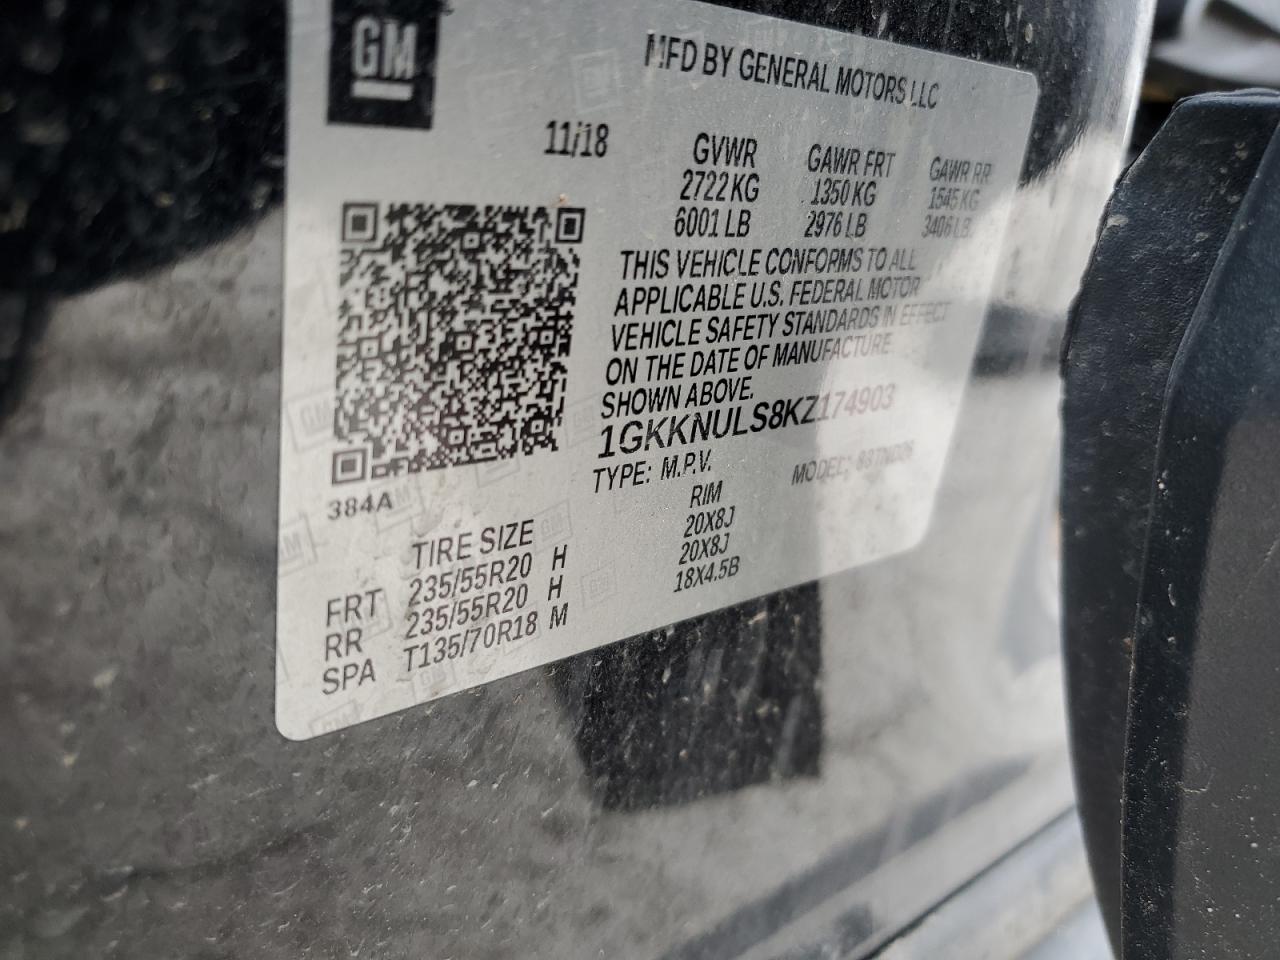 GM
MFD BY GENERAL MOTORS LLC
11/18
GVWR GAWR FRT GAWR RR
2722 KG 1350 KG 1545 KG
6001 LB 2976 LB 3406 LB
THIS VEHICLE CONFORMS TO ALL
APPLICABLE U.S. FEDERAL MOTOR
VEHICLE SAFETY STANDARDS IN EFFECT
ON THE DATE OF MANUFACTURE
SHOWN ABOVE.
1GKKNULS8KZ174903
TYPE: M.P.V. MODEL:
384A
TIRE SIZE RIM
FRT 235/55R20 H 20X8J
RR 235/55R20 H 20X8J
SPA T135/70R18 M 18X4.5B